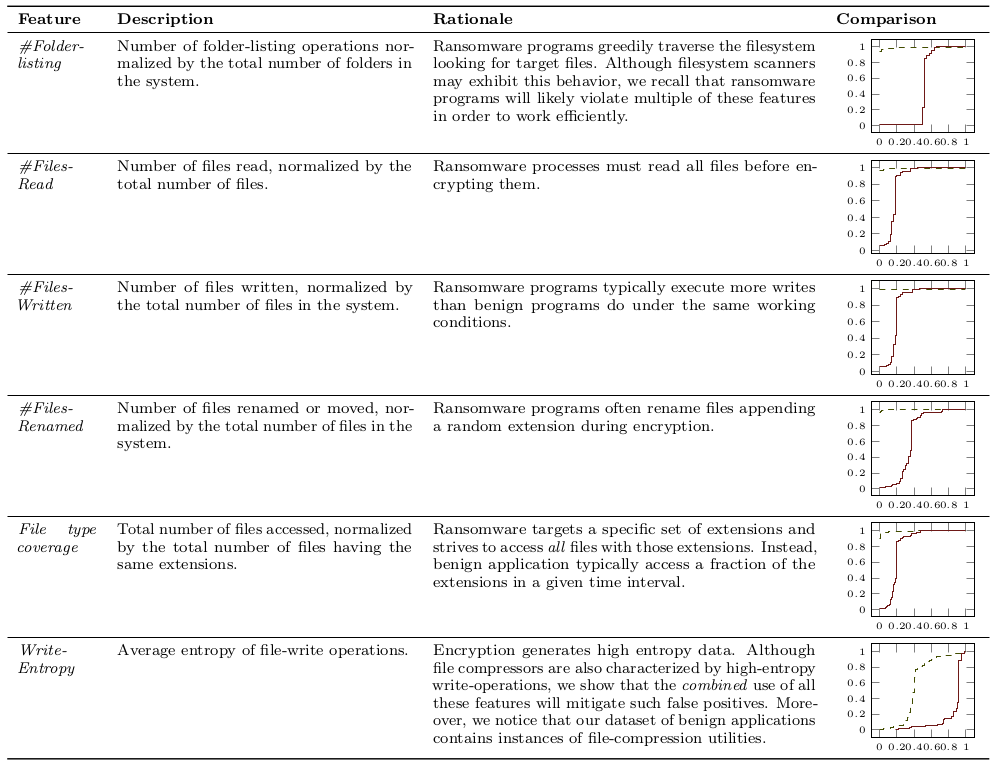 Feature Description Rationale Comparison
#Folder- Number of folder-listing operations nor- Ransomware programs greedily traverse the filesystem
listing malized by the total number of folders in looking for target files. Although filesystem scanners
the system. may exhibit this behavior, we recall that ransomware
programs will likely violate multiple of these features
in order to work efficiently.
1
0.8
0.6
0.4
0.2
0
0 0.20.40.60.8 1
#Files- Number of files read, normalized by the Ransomware processes must read all files before en-
Read total number of files. crypting them.
1
0.8
0.6
0.4
0.2
0
0 0.20.40.60.8 1
#Files- Number of files written, normalized by Ransomware programs typically execute more writes
Written the total number of files in the system. than benign programs do under the same working
conditions.
1
0.8
0.6
0.4
0.2
0
0 0.20.40.60.8 1
#Files- Number of files renamed or moved, nor- Ransomware programs often rename files appending
Renamed malized by the total number of files in the a random extension during encryption.
system.
1
0.8
0.6
0.4
0.2
0
0 0.20.40.60.8 1
File type Total number of files accessed, normalized Ransomware targets a specific set of extensions and
coverage by the total number of files having the strives to access all files with those extensions. Instead,
same extensions. benign application typically access a fraction of the
extensions in a given time interval.
1
0.8
0.6
0.4
0.2
0
0 0.20.40.60.8 1
Write- Average entropy of file-write operations. Encryption generates high entropy data. Although
Entropy file compressors are also characterized by high-entropy
write-operations, we show that the combined use of all
these features will mitigate such false positives. More-
over, we notice that our dataset of benign applications
contains instances of file-compression utilities.
1
0.8
0.6
0.4
0.2
0
0 0.20.40.60.8 1